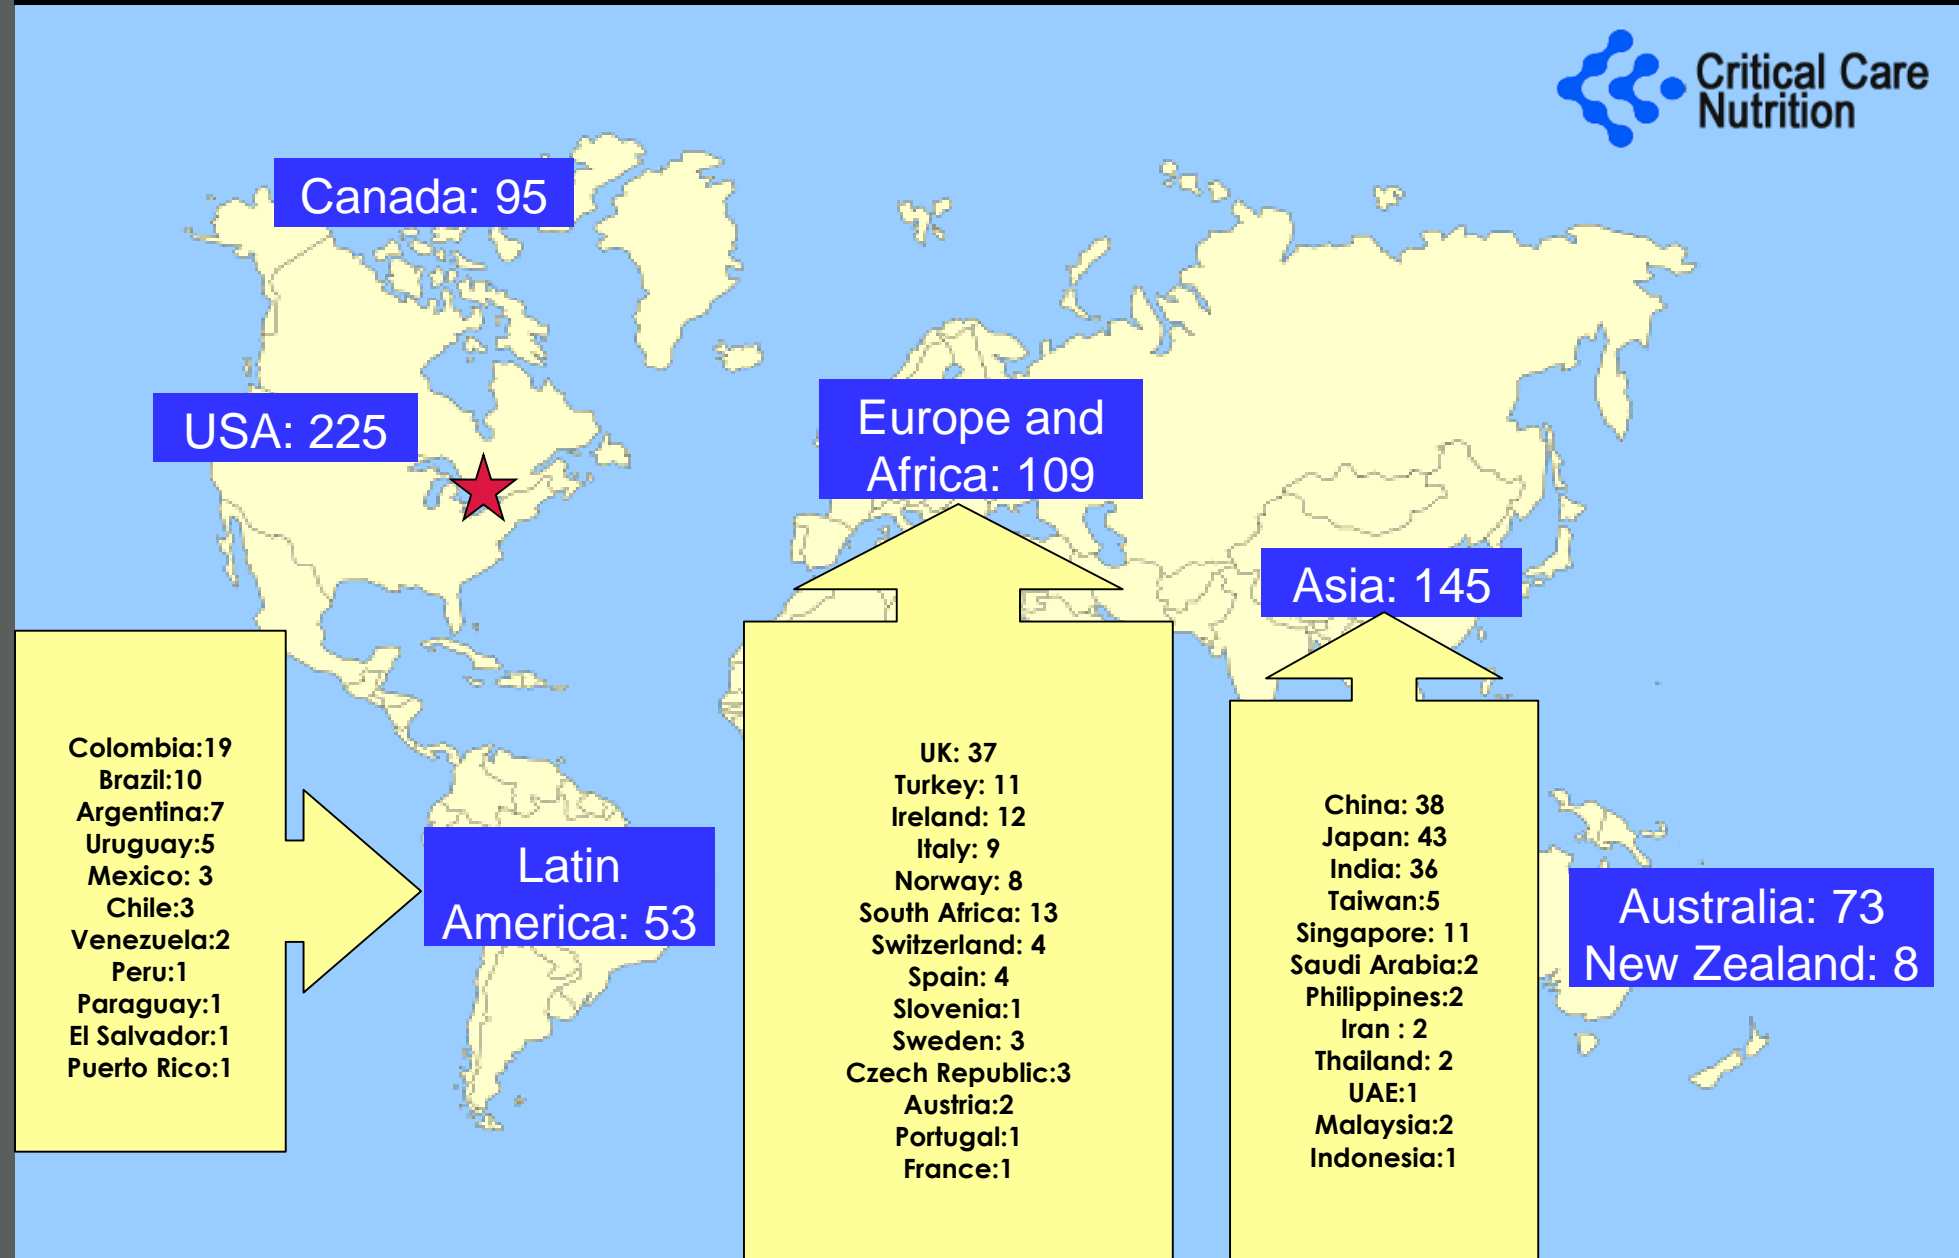 Critical Care
Nutrition
Canada: 95
USA: 225
Europe and
Africa: 109
Asia: 145
Colombia:19
Brazil:10
Argentina:7
Uruguay:5
Mexico: 3
Chile:3
Venezuela:2
Peru:1
Paraguay:1
El Salvador:1
Puerto Rico:1
Latin
America: 53
UK: 37
Turkey: 11
Ireland: 12
Italy: 9
Norway: 8
South Africa: 13
Switzerland: 4
Spain: 4
Slovenia:1
Sweden: 3
Czech Republic:3
Austria:2
Portugal:1
France:1
China: 38
Japan: 43
India: 36
Taiwan:5
Singapore: 11
Saudi Arabia:2
Philippines:2
Iran : 2
Thailand: 2
UAE:1
Malaysia:2
Indonesia:1
Australia: 73
New Zealand: 8